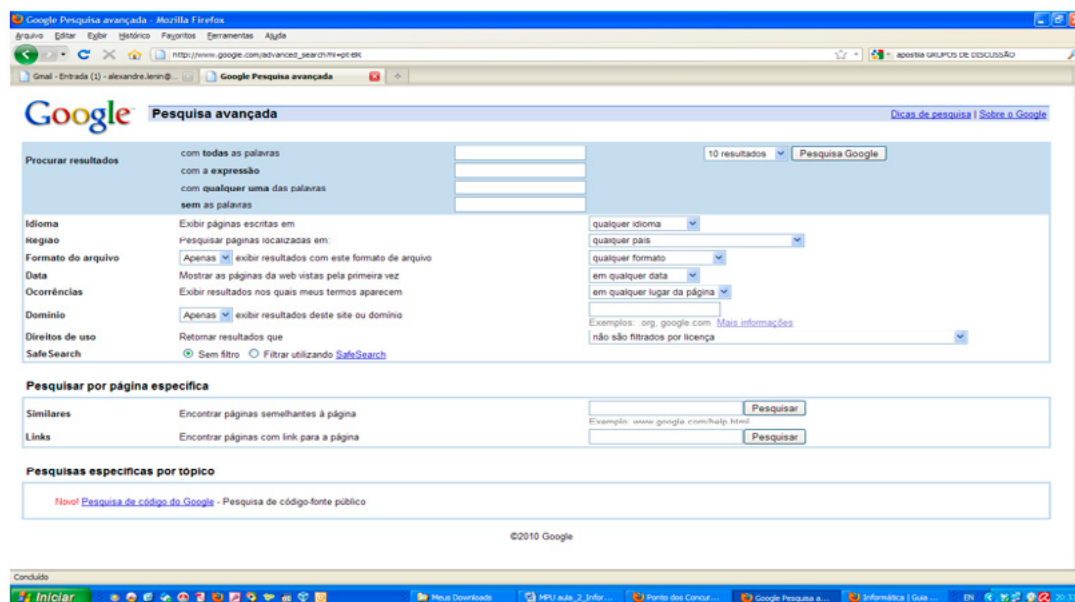 Google Pesquisa avançada - Mozilla Firefox
Arquivo Editar Exibir Histórico Favoritos Ferramentas Ajuda
http://www.google.com/advanced_search?hl=pt-BR
apostila GRUPOS DE DISCUSSÃO
Gmail - Entrada (1) - alexandre.lenin@... Google Pesquisa avançada
Google Pesquisa avançada Dicas de pesquisa | Sobre o Google
Procurar resultados com todas as palavras 10 resultados Pesquisa Google
com a expressão
com qualquer uma das palavras
sem as palavras
Idioma Exibir páginas escritas em qualquer idioma
Região Pesquisar páginas localizadas em: qualquer país
Formato do arquivo Apenas exibir resultados com este formato de arquivo qualquer formato
Data Mostrar as páginas da web vistas pela primeira vez em qualquer data
Ocorrências Exibir resultados nos quais meus termos aparecem em qualquer lugar da página
Domínio Apenas exibir resultados deste site ou domínio
Exemplos: .org, google.com Mais informações
Direitos de uso Retornar resultados que não são filtrados por licença
SafeSearch Sem filtro Filtrar utilizando SafeSearch
Pesquisar por página específica
Similares Encontrar páginas semelhantes à página Pesquisar
Exemplo: www.google.com/help.html
Links Encontrar páginas com link para a página Pesquisar
Pesquisas específicas por tópico
Novo! Pesquisa de código do Google - Pesquisa de código-fonte público
©2010 Google
Concluído
Iniciar Meus Downloads MPU aula_2_Infor... Ponto dos Concur... Google Pesquisa a... Informática | Guia ... EN 20:33